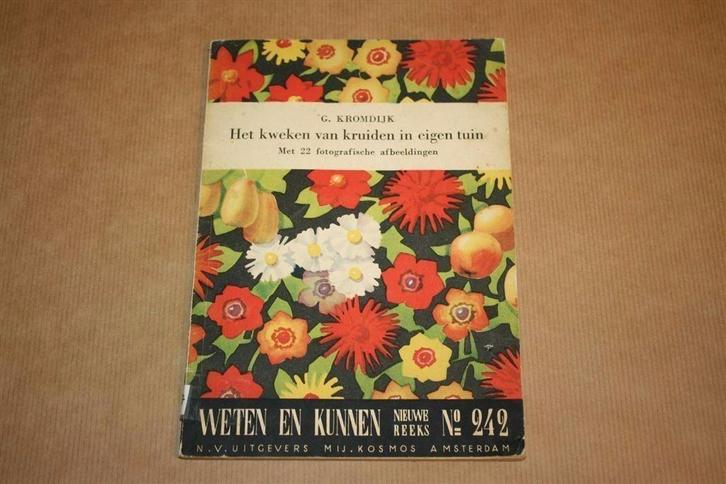 G. KROMDIJK
Het kweken van kruiden in eigen tuin
Met 22 fotografische afbeeldingen
WETEN EN KUNNEN NIEUWE REEKS No 242
N.V. UITGEVERS MIJ. KOSMOS AMSTERDAM